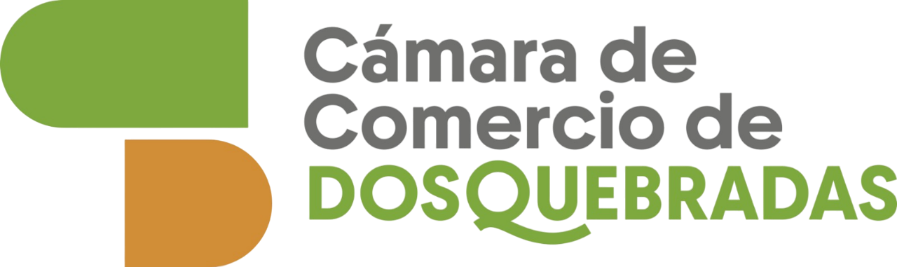 Cámara de
Comercio de
DOSQUEBRADAS